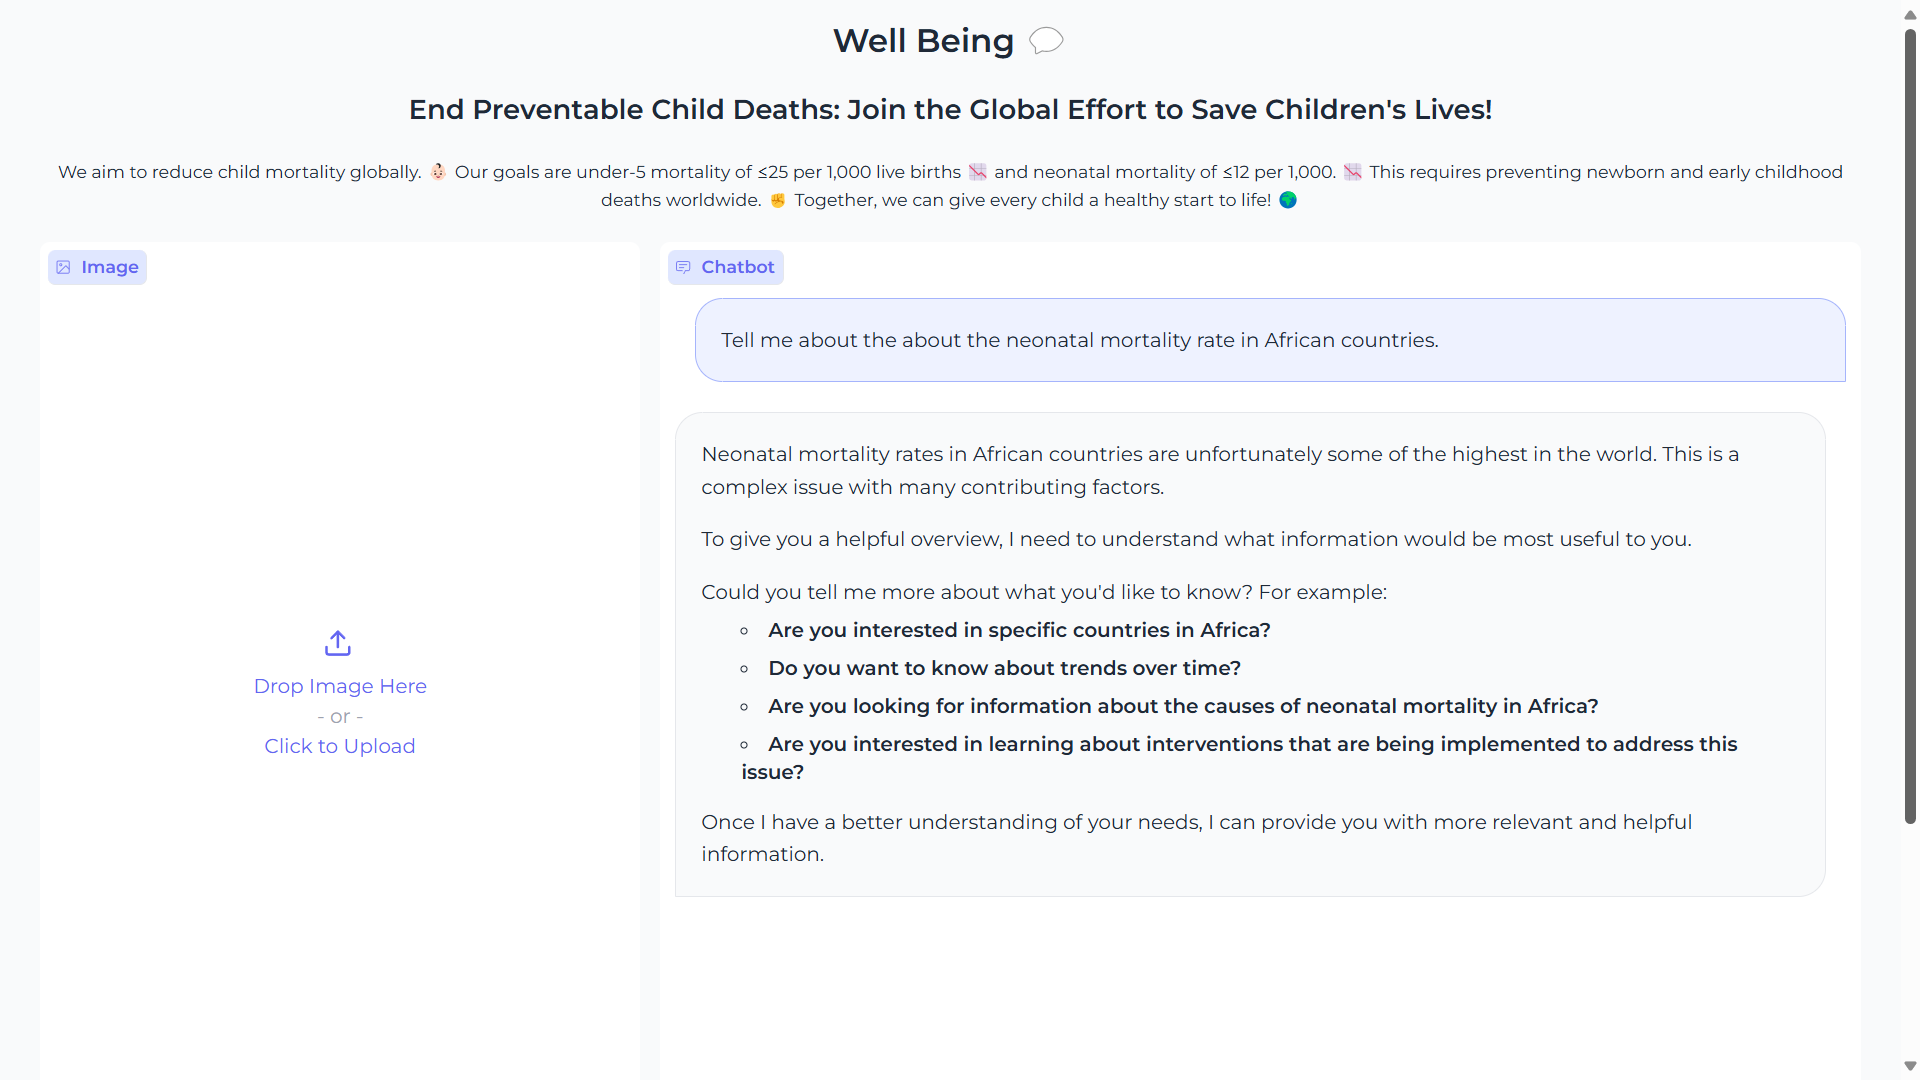 Well Being 💬
End Preventable Child Deaths: Join the Global Effort to Save Children's Lives!
We aim to reduce child mortality globally. 👶🏻 Our goals are under-5 mortality of ≤25 per 1,000 live births 📉 and neonatal mortality of ≤12 per 1,000. 📉 This requires preventing newborn and early childhood
deaths worldwide. ✊ Together, we can give every child a healthy start to life! 🌍
Image
Drop Image Here
- or -
Click to Upload
Chatbot
Tell me about the about the neonatal mortality rate in African countries.
Neonatal mortality rates in African countries are unfortunately some of the highest in the world. This is a
complex issue with many contributing factors.
To give you a helpful overview, I need to understand what information would be most useful to you.
Could you tell me more about what you'd like to know? For example:
Are you interested in specific countries in Africa?
Do you want to know about trends over time?
Are you looking for information about the causes of neonatal mortality in Africa?
Are you interested in learning about interventions that are being implemented to address this
issue?
Once I have a better understanding of your needs, I can provide you with more relevant and helpful
information.